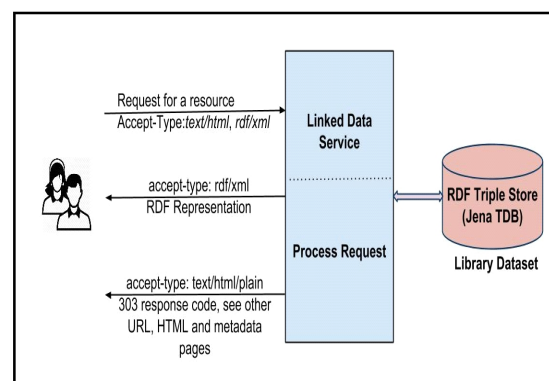 Request for a resource
Accept-Type:text/html, rdf/xml
Linked Data
Service
accept-type: rdf/xml
RDF Representation
RDF Triple Store
(Jena TDB)
Process Request
Library Dataset
accept-type: text/html/plain
303 response code, see other
URL, HTML and metadata
pages